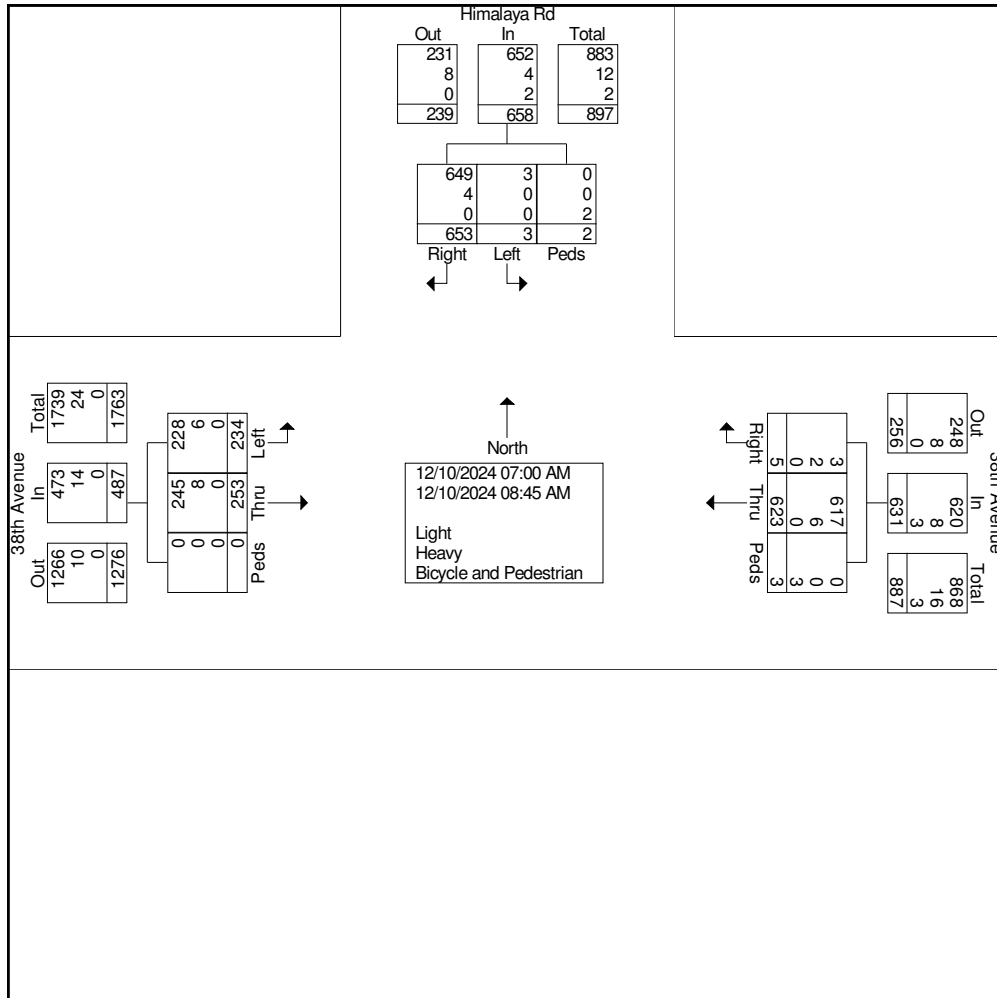 Himalaya Rd
Out In Total
231 652 883
8 4 12
0 2 2
239 658 897
649 3 0
4 0 0
0 0 2
653 3 2
Right Left Peds
38th Avenue
Total In Out
1739 473 1266
24 14 10
0 0 0
1763 487 1276
228 245 0
6 8 0
0 0 0
234 253 0
Left Thru Peds
North
12/10/2024 07:00 AM
12/10/2024 08:45 AM
Light
Heavy
Bicycle and Pedestrian
Right Thru Peds
3 617 0
2 6 0
0 0 3
5 623 3
38th Avenue
Out In Total
248 620 868
8 8 16
0 3 3
256 631 887